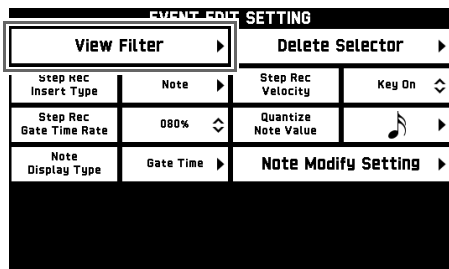 EVENT EDIT SETTING
View Filter
Delete Selector
Step Rec
Insert Type
Note
Step Rec
Velocity
Key On
Step Rec
Gate Time Rate
080%
Quantize
Note Value
Note
Display Type
Gate Time
Note Modify Setting